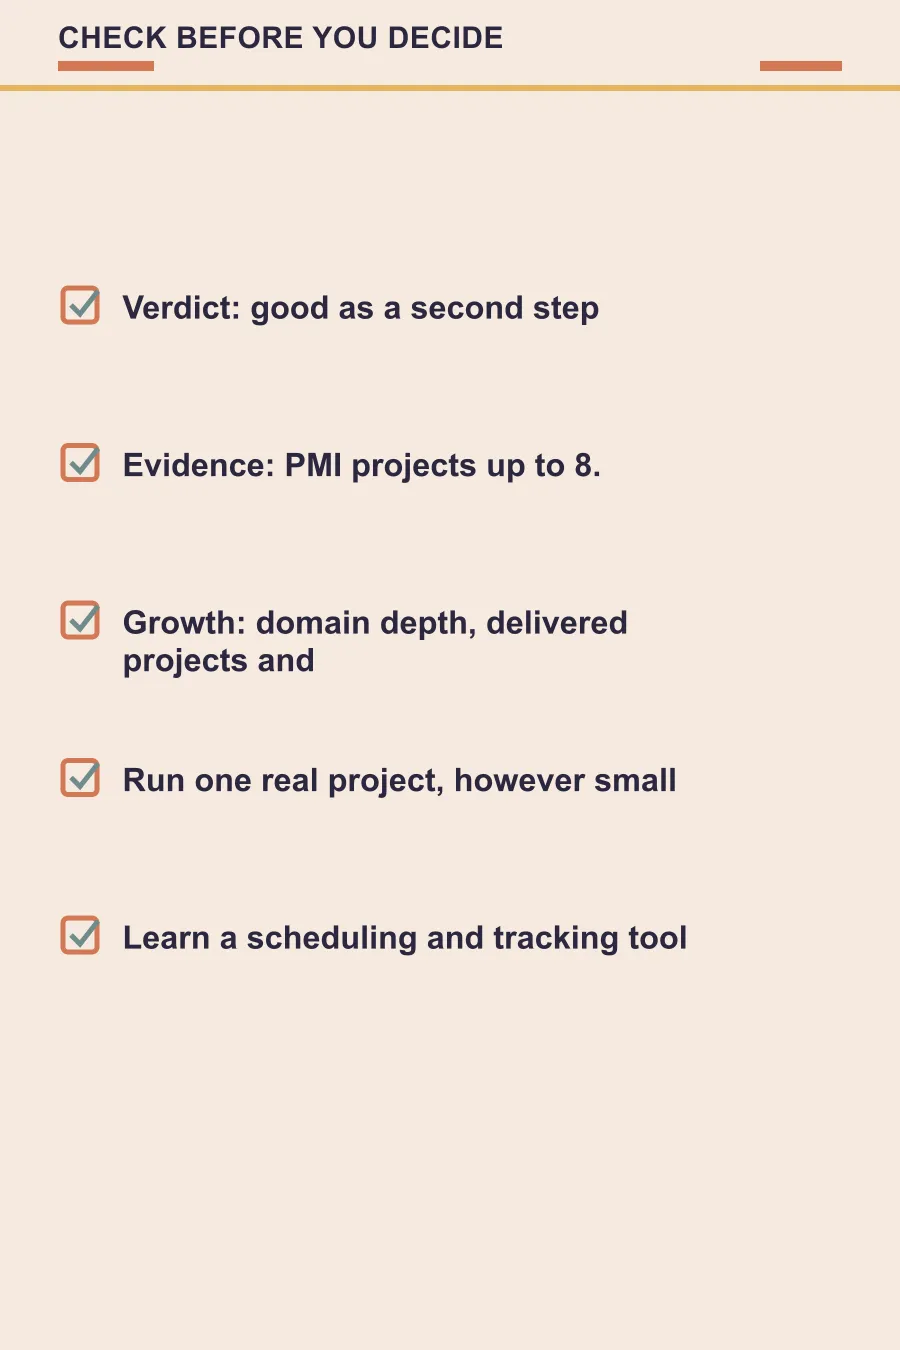 CHECK BEFORE YOU DECIDE
Verdict: good as a second step
Evidence: PMI projects up to 8.
Growth: domain depth, delivered
projects and
Run one real project, however small
Learn a scheduling and tracking tool